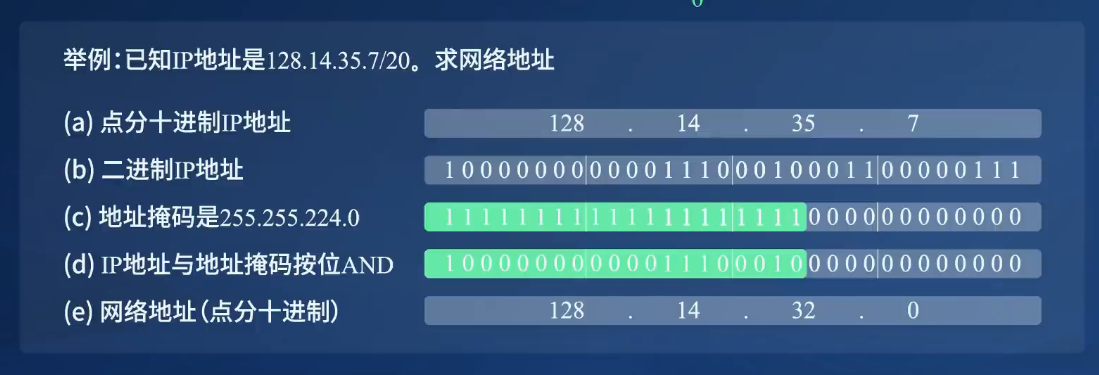 举例：已知IP地址是128.14.35.7/20。求网络地址
(a) 点分十进制IP地址 128 . 14 . 35 . 7
(b) 二进制IP地址 10000000 00001110 00100011 00000111
(c) 地址掩码是255.255.224.0 11111111 11111111 11110000 00000000
(d) IP地址与地址掩码按位AND 10000000 00001110 00100000 00000000
(e) 网络地址（点分十进制） 128 . 14 . 32 . 0